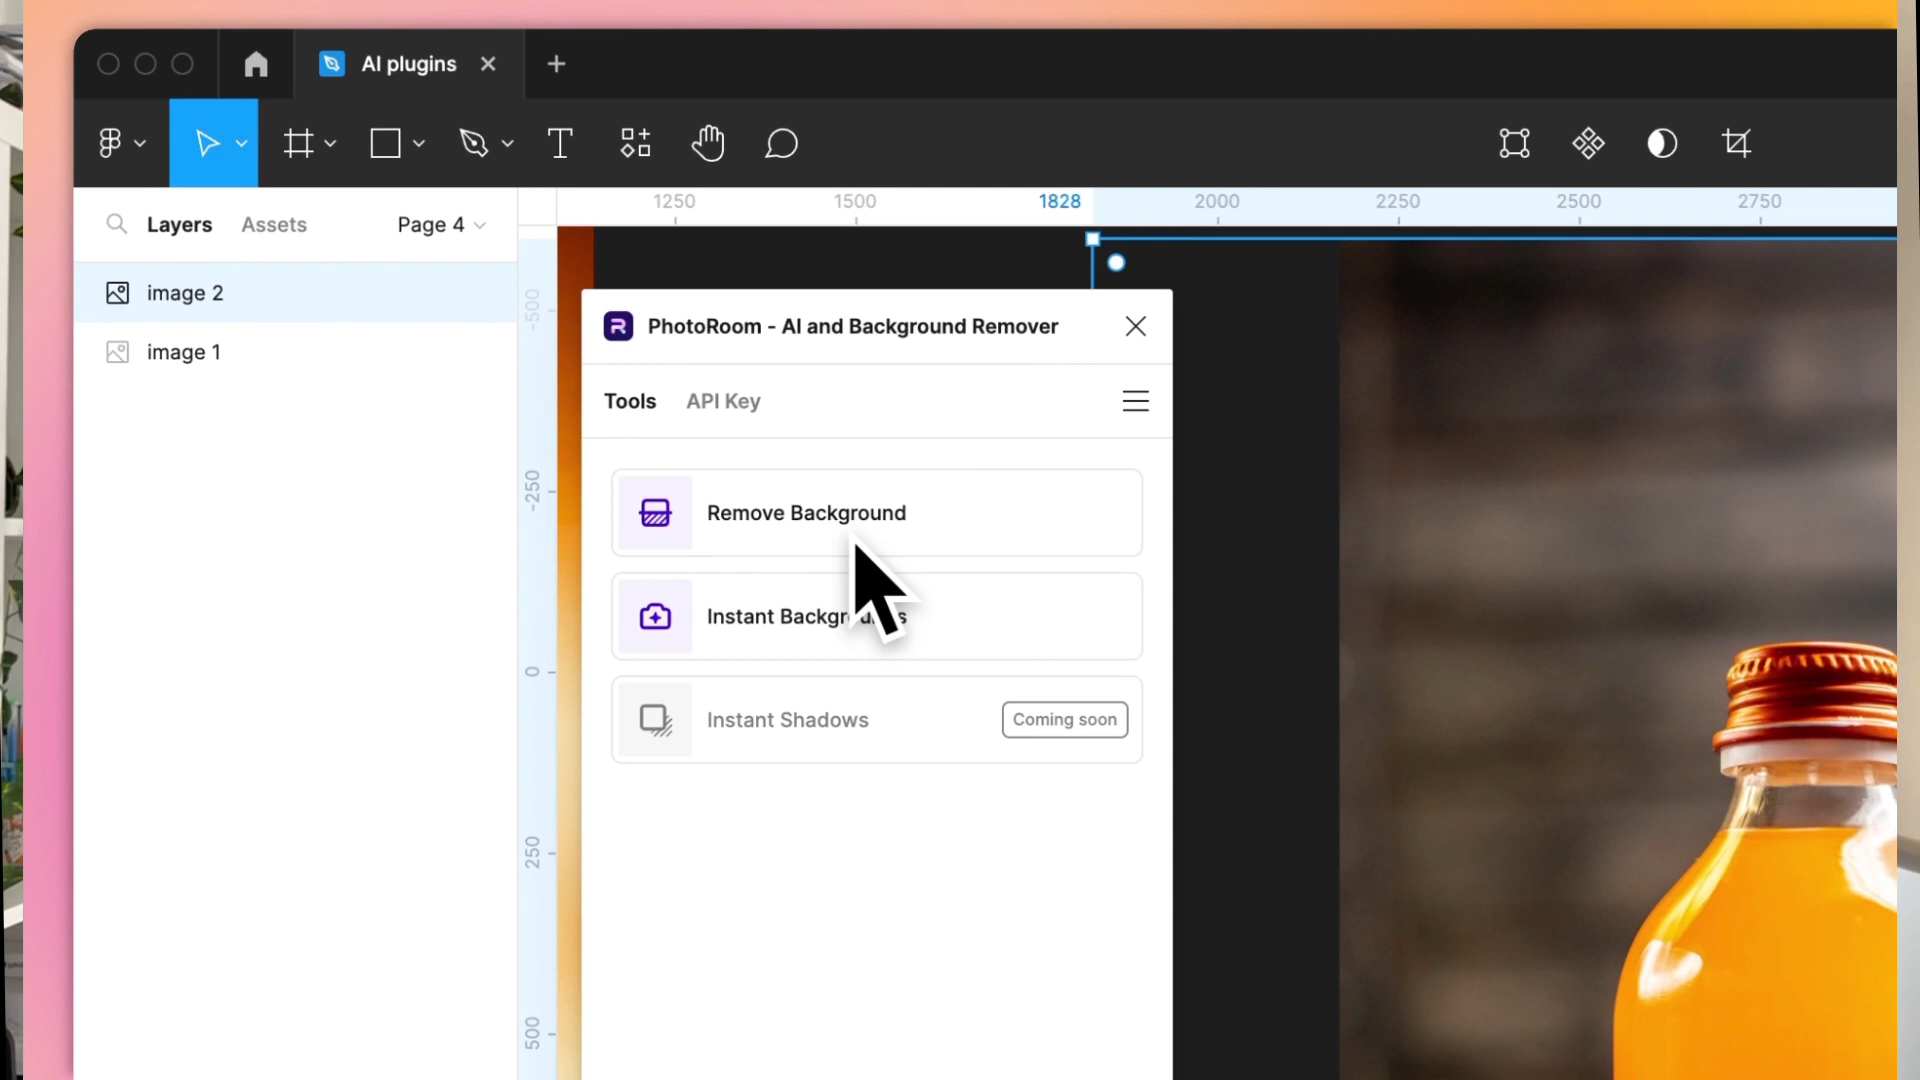 AI plugins
1250 1500 1828 2000 2250 2500 2750
Layers Assets Page 4
image 2
image 1
-500
-250
0
250
500
PhotoRoom - AI and Background Remover
Tools API Key
Remove Background
Instant Backgrounds
Instant Shadows Coming soon